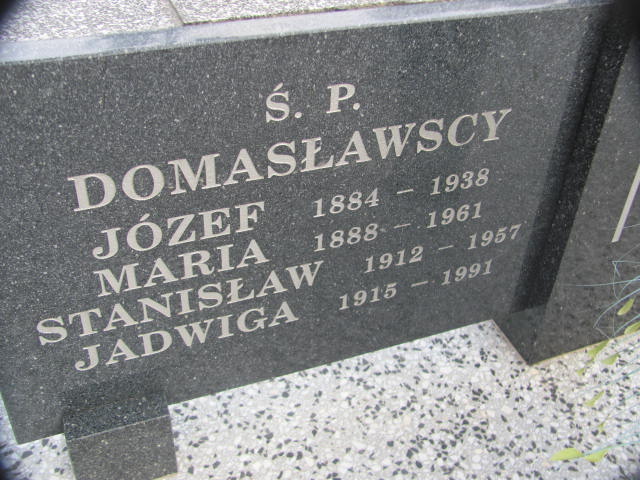 Ś. P.
DOMASŁAWSCY
JÓZEF 1884 – 1938
MARIA 1888 – 1961
STANISŁAW 1912 – 1957
JADWIGA 1915 – 1991